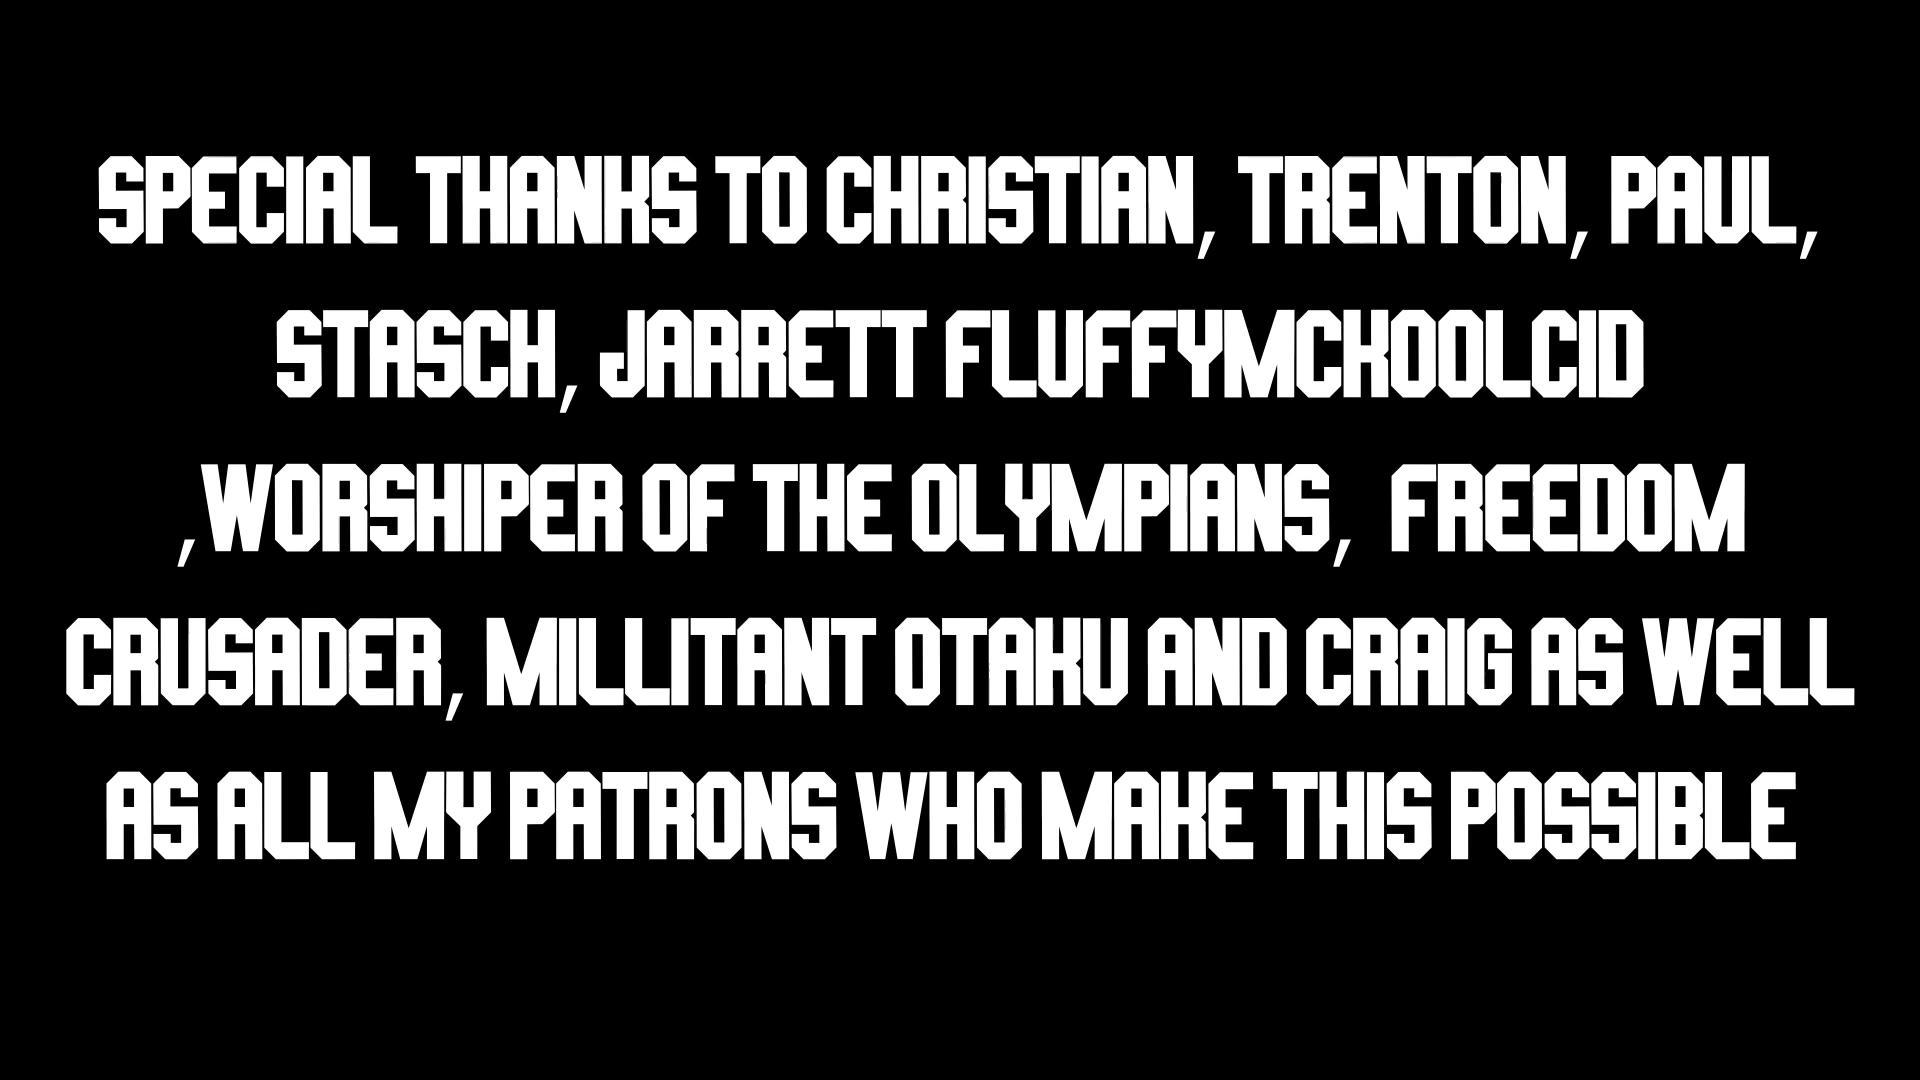 SPECIAL THANKS TO CHRISTIAN, TRENTON, PAUL,
STASCH, JARRETT FLUFFYMCKOOLCID
,WORSHIPER OF THE OLYMPIANS,  FREEDOM
CRUSADER, MILLITANT OTAKU AND CRAIG AS WELL
AS ALL MY PATRONS WHO MAKE THIS POSSIBLE